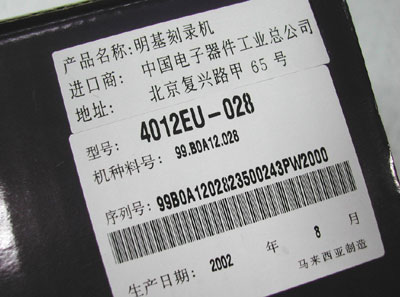 产品名称:明基刻录机
进口商: 中国电子器件工业总公司
地址: 北京复兴路甲 65 号
型号: 4012EU-028
机种料号: 99.B0A12.028
序列号: 99B0A1202823500243PW2000
生产日期: 2002 年 8 月
马来西亚制造